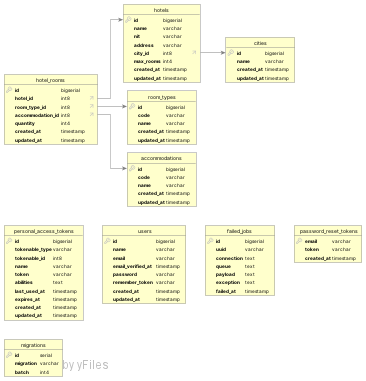 hotels
id bigserial
name varchar
nit varchar
address varchar
city_id int8
max_rooms int4
created_at timestamp
updated_at timestamp
cities
id bigserial
name varchar
created_at timestamp
updated_at timestamp
hotel_rooms
id bigserial
hotel_id int8
room_type_id int8
accommodation_id int8
quantity int4
created_at timestamp
updated_at timestamp
room_types
id bigserial
code varchar
name varchar
created_at timestamp
updated_at timestamp
accommodations
id bigserial
code varchar
name varchar
created_at timestamp
updated_at timestamp
personal_access_tokens
id bigserial
tokenable_type varchar
tokenable_id int8
name varchar
token varchar
abilities text
last_used_at timestamp
expires_at timestamp
created_at timestamp
updated_at timestamp
users
id bigserial
name varchar
email varchar
email_verified_at timestamp
password varchar
remember_token varchar
created_at timestamp
updated_at timestamp
failed_jobs
id bigserial
uuid varchar
connection text
queue text
payload text
exception text
failed_at timestamp
password_reset_tokens
email varchar
token varchar
created_at timestamp
migrations
id serial
migration varchar
batch int4
by yFiles